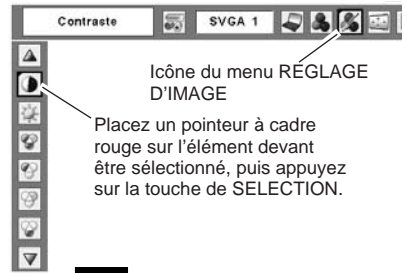 Contraste
SVGA 1
Icône du menu REGLAGE
D'IMAGE
Placez un pointeur à cadre
rouge sur l'élément devant
être sélectionné, puis appuyez
sur la touche de SELECTION.